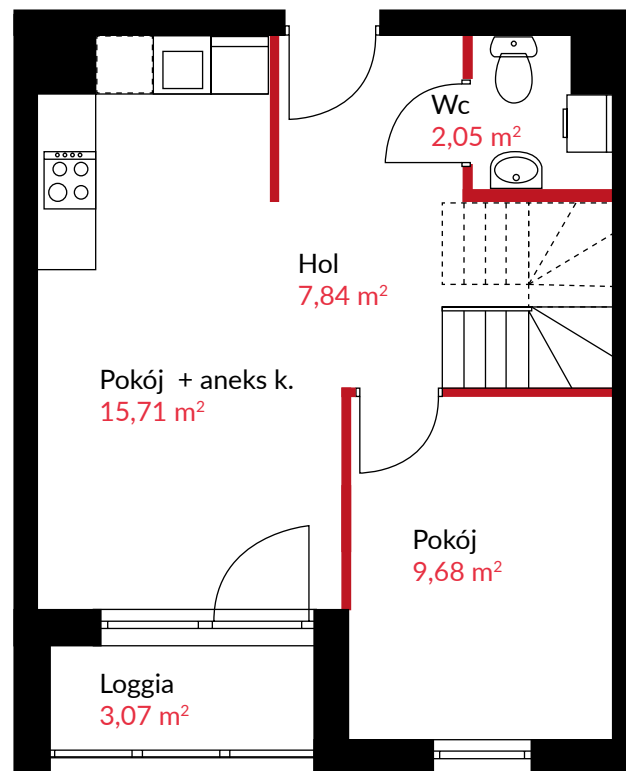 Wc
2,05 m²
Hol
7,84 m²
Pokój + aneks k.
15,71 m²
Pokój
9,68 m²
Loggia
3,07 m²